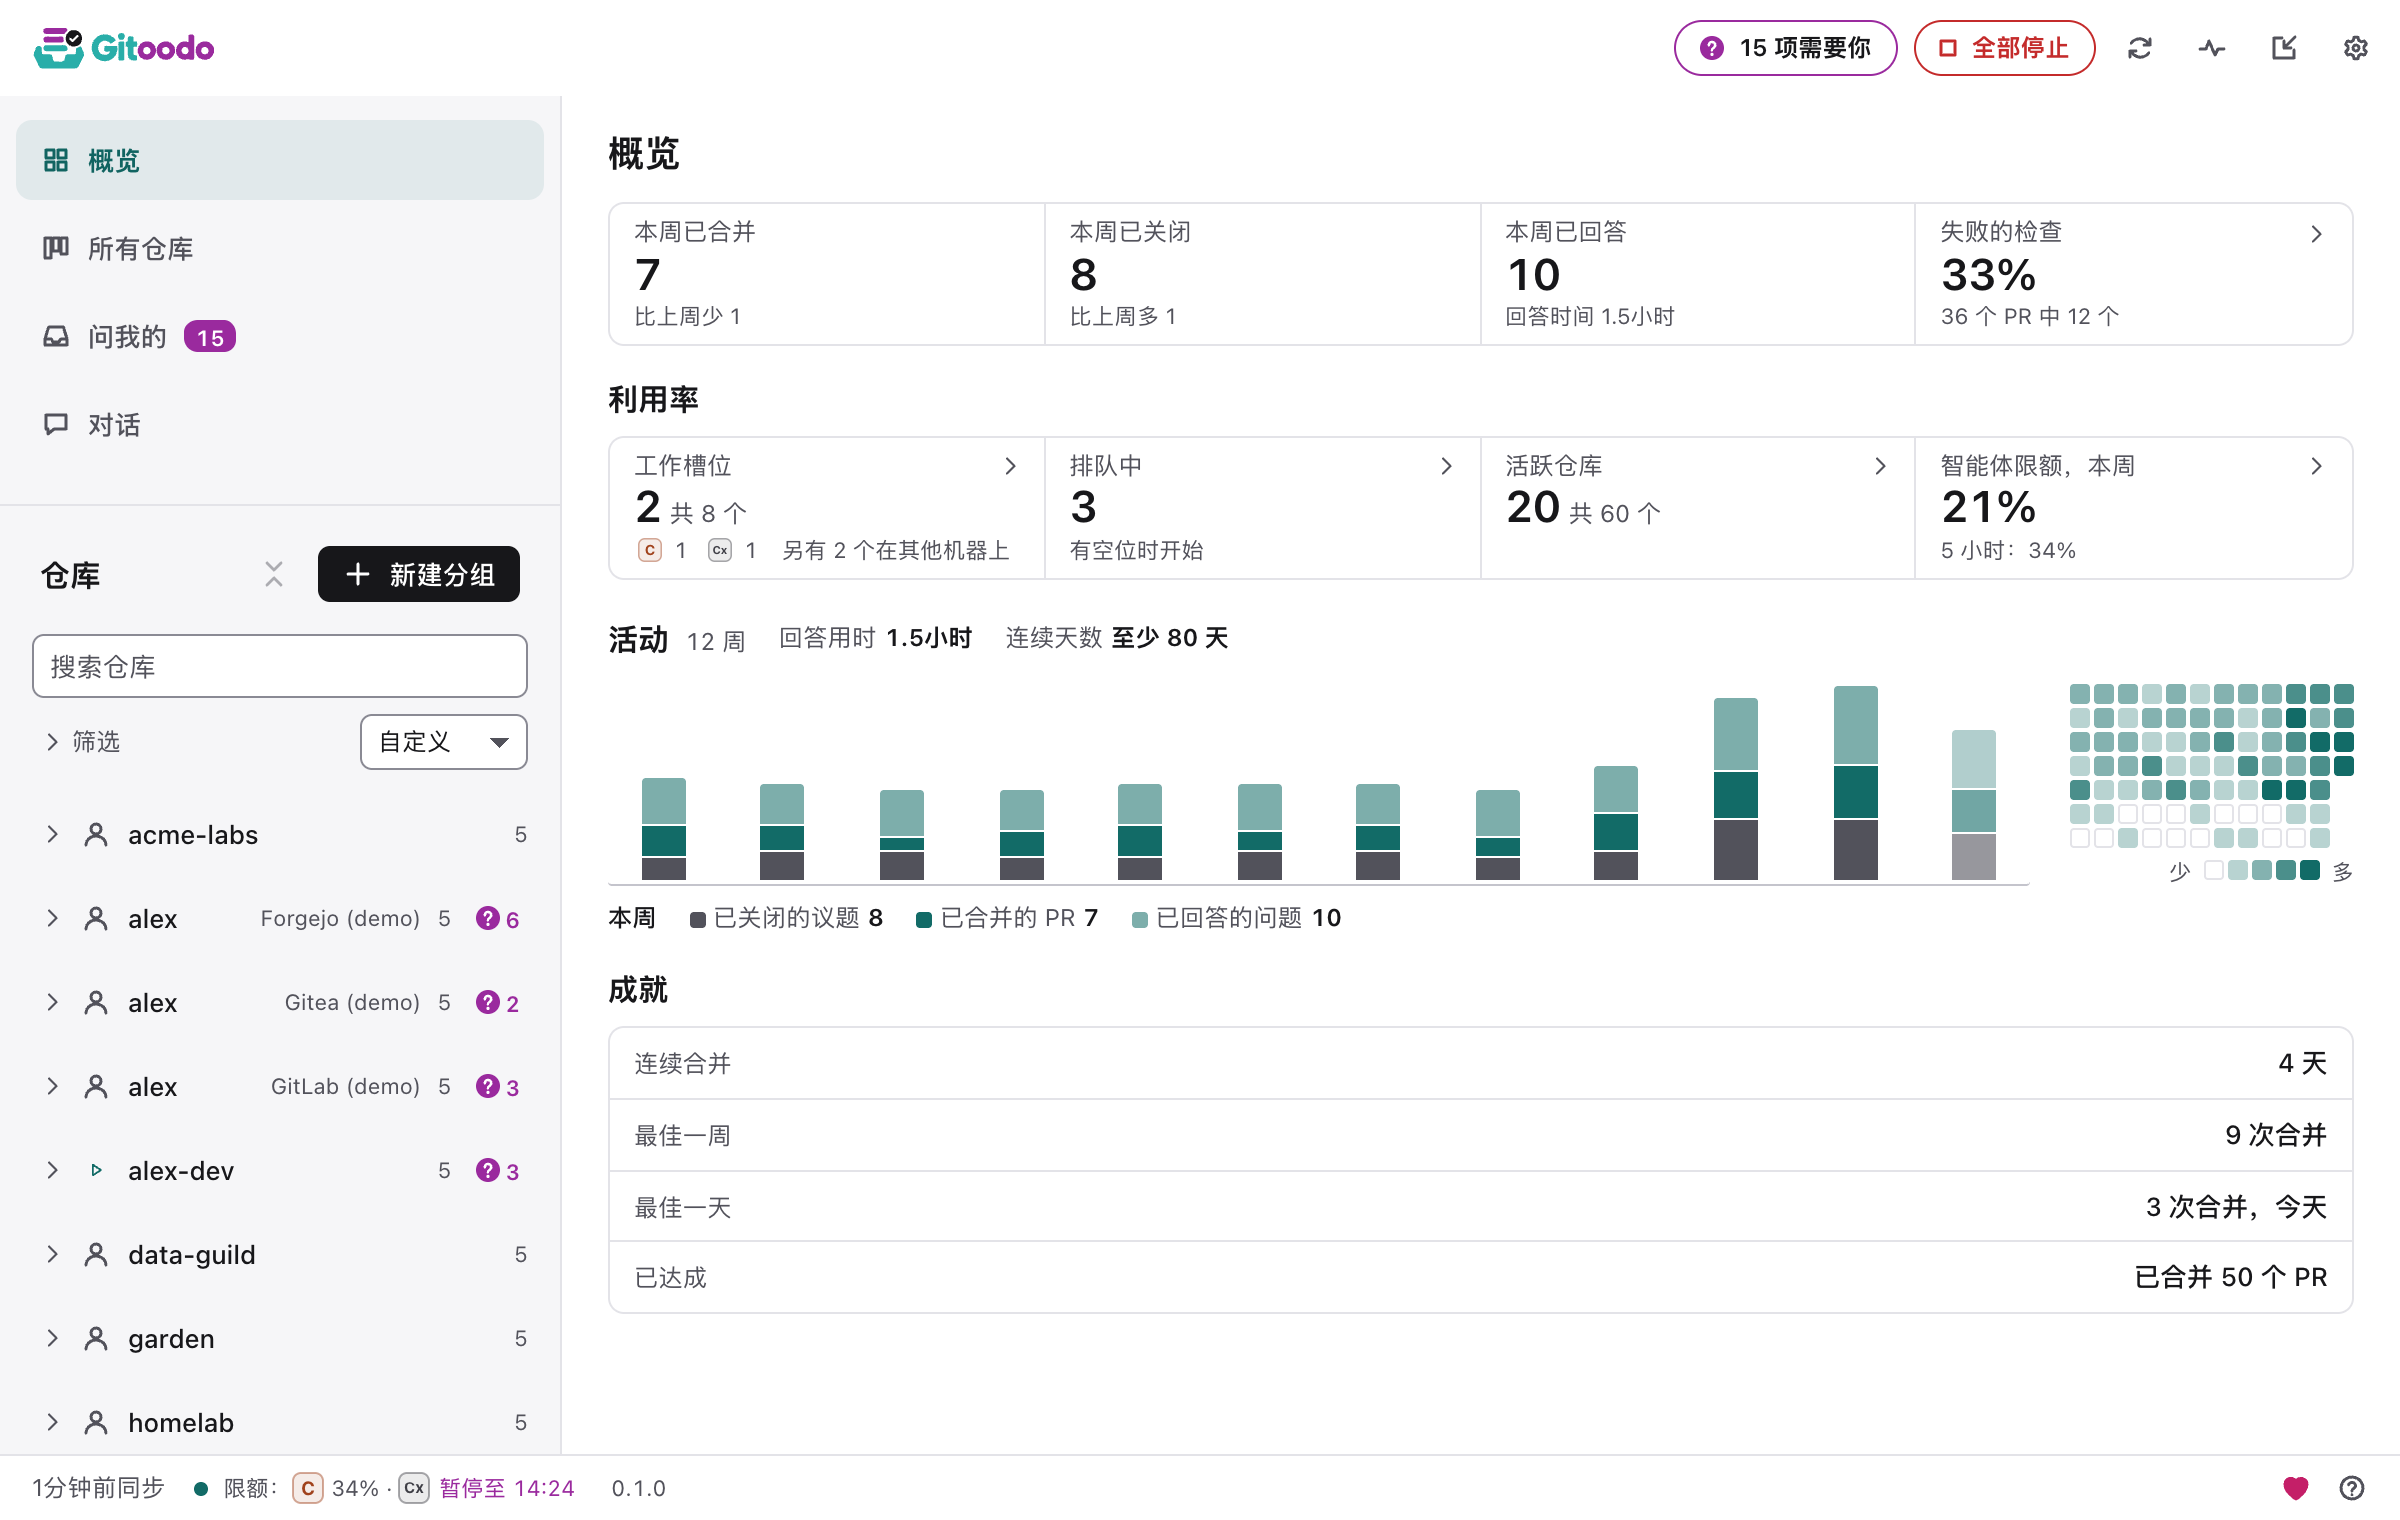 Gitoodo
15 项需要你
全部停止
概览
所有仓库
问我的 15
对话
仓库
新建分组
搜索仓库
筛选
自定义
acme-labs 5
alex Forgejo (demo) 5 ? 6
alex Gitea (demo) 5 ? 2
alex GitLab (demo) 5 ? 3
alex-dev 5 ? 3
data-guild 5
garden 5
homelab 5
概览
本周已合并
7
比上周少 1
本周已关闭
8
比上周多 1
本周已回答
10
回答时间 1.5小时
失败的检查
33%
36 个 PR 中 12 个
利用率
工作槽位
2 共 8 个
C 1 Cx 1 另有 2 个在其他机器上
排队中
3
有空位时开始
活跃仓库
20 共 60 个
智能体限额，本周
21%
5 小时：34%
活动 12 周 回答用时 1.5小时 连续天数 至少 80 天
少 多
本周 已关闭的议题 8 已合并的 PR 7 已回答的问题 10
成就
连续合并 4 天
最佳一周 9 次合并
最佳一天 3 次合并，今天
已达成 已合并 50 个 PR
1分钟前同步 限额： C 34% · Cx 暂停至 14:24 0.1.0